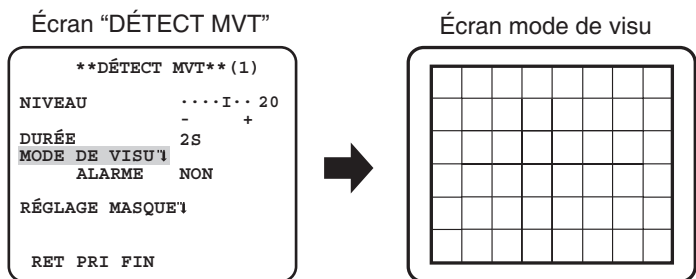 Écran “DÉTECT MVT”
**DÉTECT MVT**(1)
NIVEAU ····I·· 20
- +
DURÉE 2S
MODE DE VISU
ALARME NON
RÉGLAGE MASQUE
RET PRI FIN
Écran mode de visu